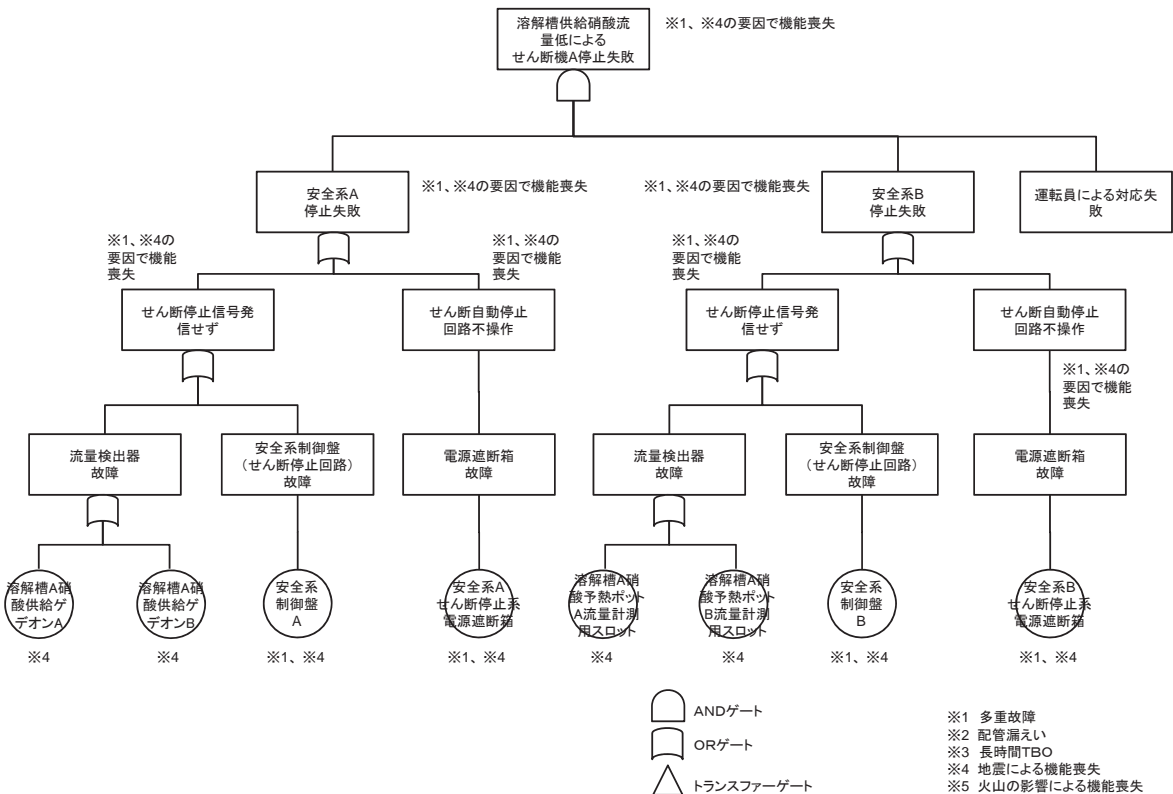 溶解槽供給硝酸流
量低による
せん断機A停止失敗
※1、※4の要因で機能喪失
安全系A
停止失敗
※1、※4の要因で機能喪失
※1、※4の要因で機能喪失
安全系B
停止失敗
運転員による対応失
敗
※1、※4の
要因で機能
喪失
※1、※4の
要因で機能
喪失
※1、※4の
要因で機能
喪失
せん断停止信号発
信せず
せん断自動停止
回路不操作
せん断停止信号発
信せず
せん断自動停止
回路不操作
※1、※4の
要因で機能
喪失
流量検出器
故障
安全系制御盤
(せん断停止回路)
故障
電源遮断箱
故障
流量検出器
故障
安全系制御盤
(せん断停止回路)
故障
電源遮断箱
故障
溶解槽A硝
酸供給ゲ
デオンA
溶解槽A硝
酸供給ゲ
デオンB
安全系
制御盤
A
安全系A
せん断停止系
電源遮断箱
溶解槽A硝
酸予熱ポット
A流量計測
用スロット
溶解槽A硝
酸予熱ポット
B流量計測
用スロット
安全系
制御盤
B
安全系B
せん断停止系
電源遮断箱
※4
※4
※1、※4
※1、※4
※4
※4
※1、※4
※1、※4
ANDゲート
ORゲート
トランスファーゲート
※1 多重故障
※2 配管漏えい
※3 長時間TBO
※4 地震による機能喪失
※5 火山の影響による機能喪失